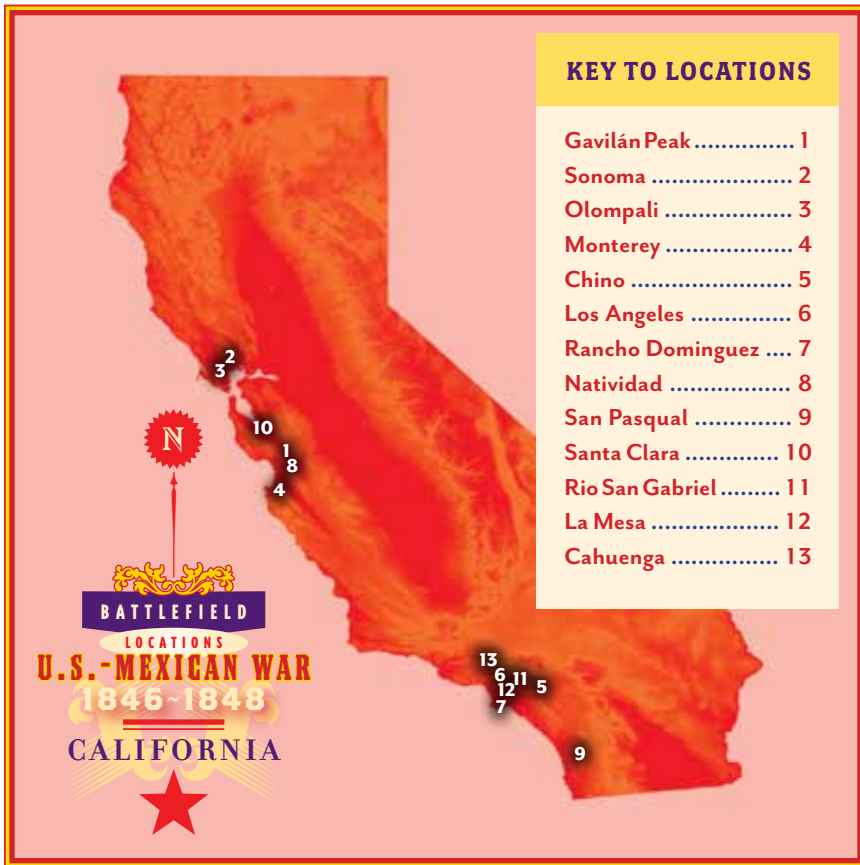 KEY TO LOCATIONS
Gavilán Peak ............... 1
Sonoma ..................... 2
Olompali ................... 3
Monterey ................... 4
Chino ........................ 5
Los Angeles ............... 6
Rancho Dominguez .... 7
Natividad .................. 8
San Pasqual ............... 9
Santa Clara .............. 10
Rio San Gabriel ......... 11
La Mesa ................... 12
Cahuenga ................ 13
2
3
10
1
8
4
N
13
6
11
12
5
7
9
BATTLEFIELD
LOCATIONS
U.S.-MEXICAN WAR
1846~1848
CALIFORNIA